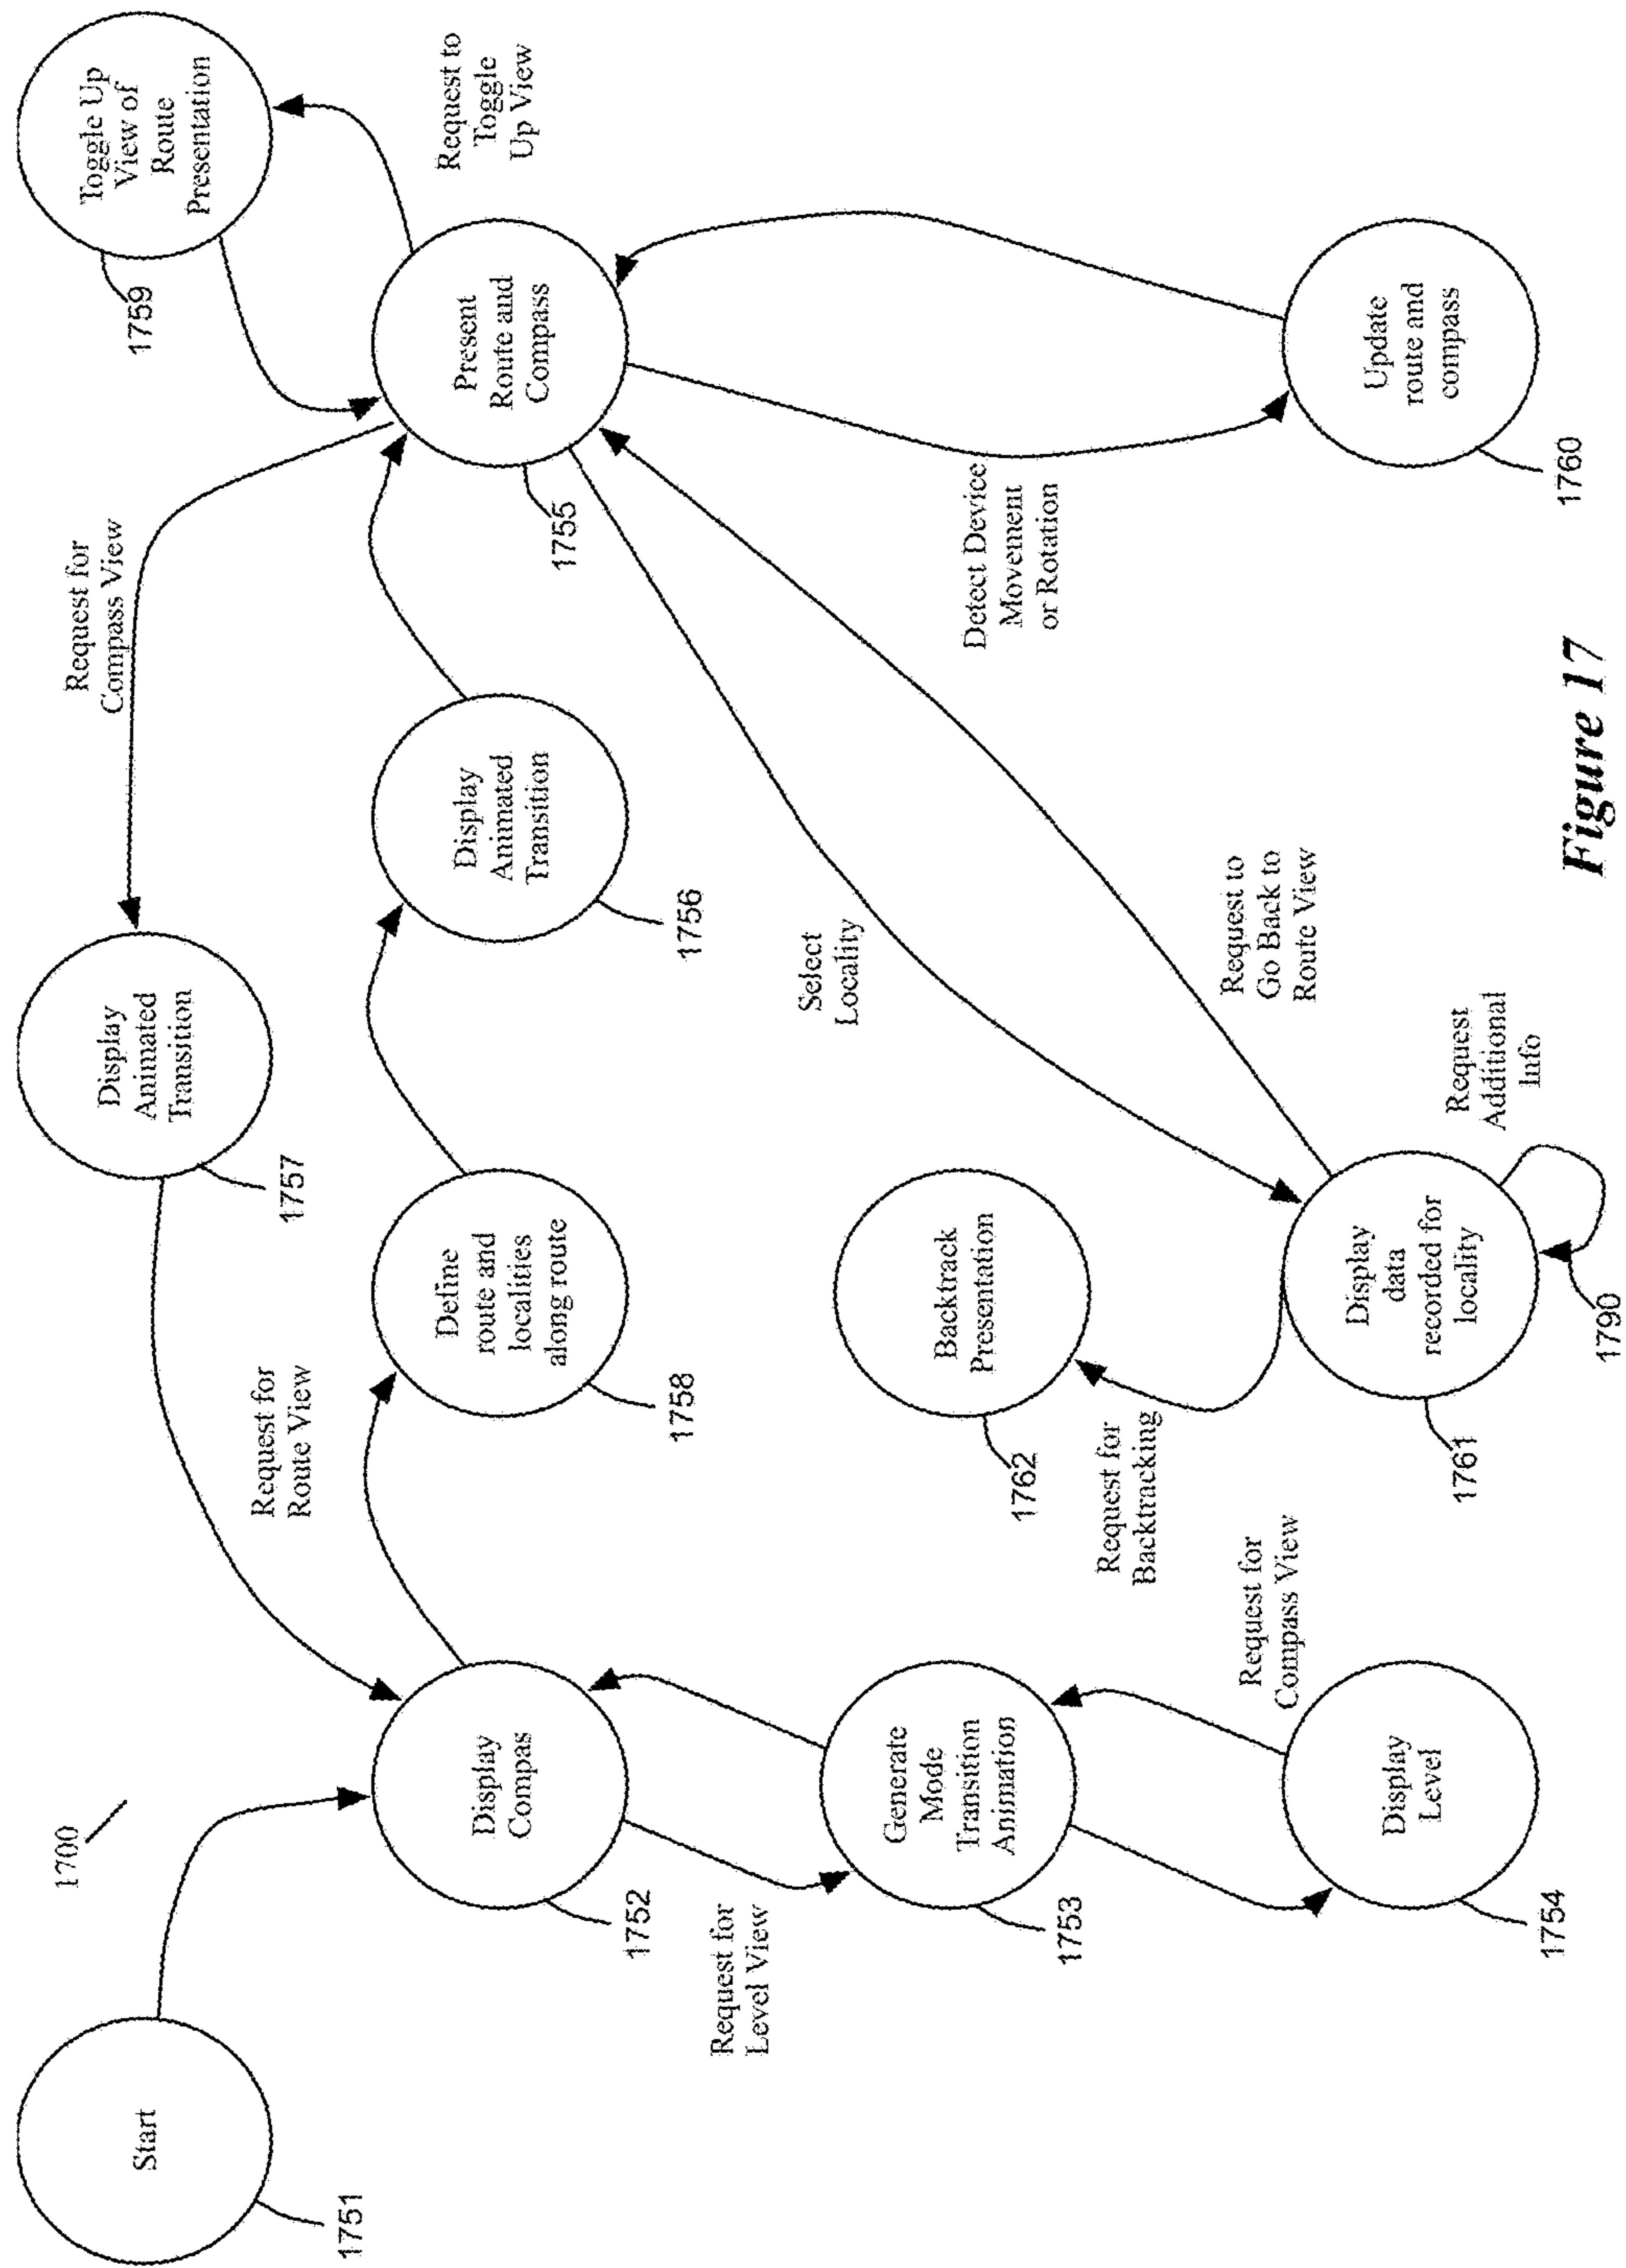 1700
Start
1751
Display
Animated
Transition
1757
Request for
Compass View
Toggle Up
View of
Route
Presentation
1759
Request to
Toggle
Up View
Request for
Route View
Display
Compas
1752
Define
route and
localities
along route
1758
Display
Animated
Transition
1756
Present
Route and
Compass
1755
Request for
Level View
Select
Locality
Generate
Mode
Transition
Animation
1753
Backtrack
Presentation
1762
Detect Device
Movement
or Rotation
Request for
Backtracking
Request for
Compass View
Request to
Go Back to
Route View
Display
Level
1754
Display
data
recorded for
locality
1761
Request
Additional
Info
1790
Update
route and
compass
1760
Figure 17